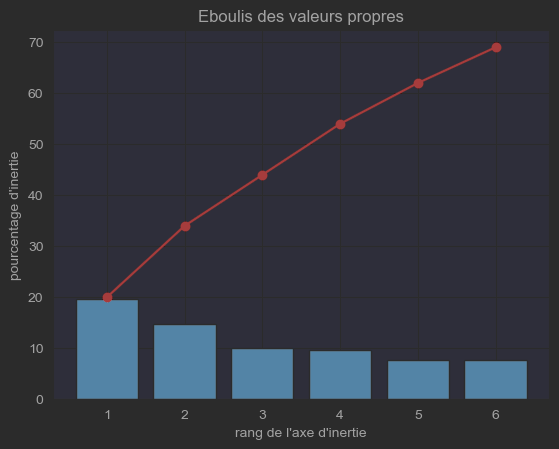 Eboulis des valeurs propres
70
60
50
40
30
20
10
0
pourcentage d'inertie
1 2 3 4 5 6
rang de l'axe d'inertie